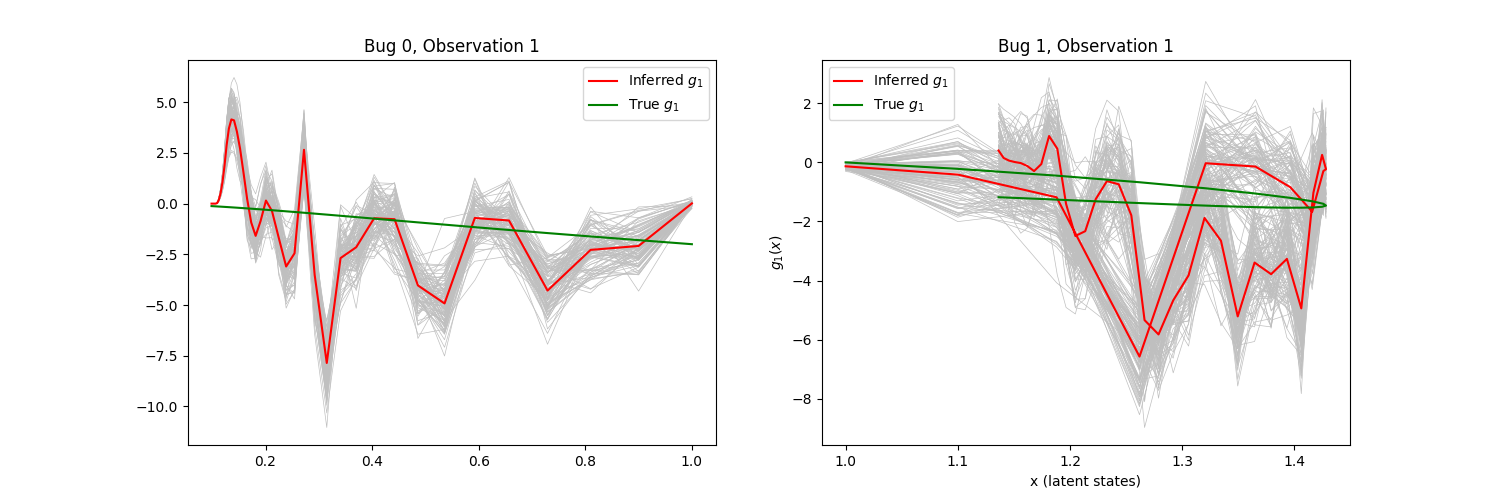 Bug 0, Observation 1
Inferred g₁
True g₁
5.0
2.5
0.0
−2.5
−5.0
−7.5
−10.0
0.2
0.4
0.6
0.8
1.0
Bug 1, Observation 1
Inferred g₁
True g₁
g₁(x)
2
0
−2
−4
−6
−8
1.0
1.1
1.2
1.3
1.4
x (latent states)